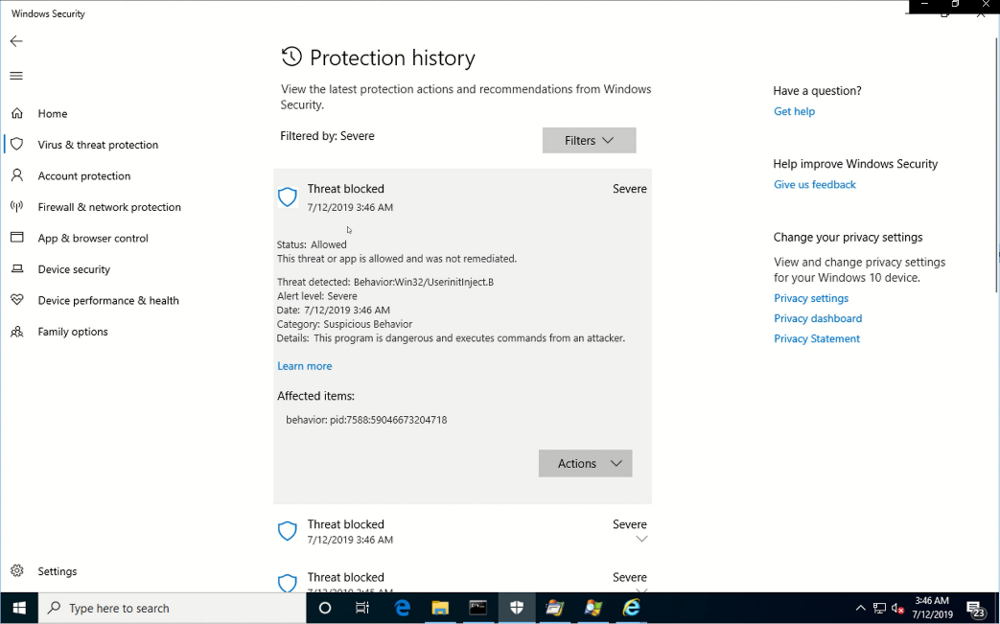 Windows Security
Protection history
View the latest protection actions and recommendations from Windows
Security.
Filtered by: Severe
Filters
Home
Virus & threat protection
Account protection
Firewall & network protection
App & browser control
Device security
Device performance & health
Family options
Settings
Threat blocked
Severe
7/12/2019 3:46 AM
Status: Allowed
This threat or app is allowed and was not remediated.
Threat detected: Behavior:Win32/UserinitInject.B
Alert level: Severe
Date: 7/12/2019 3:46 AM
Category: Suspicious Behavior
Details: This program is dangerous and executes commands from an attacker.
Learn more
Affected items:
behavior: pid:7588:59046673204718
Actions
Threat blocked
Severe
7/12/2019 3:46 AM
Threat blocked
Severe
7/12/2019 3:45 AM
Have a question?
Get help
Help improve Windows Security
Give us feedback
Change your privacy settings
View and change privacy settings
for your Windows 10 device.
Privacy settings
Privacy dashboard
Privacy Statement
Type here to search
3:46 AM
7/12/2019
23